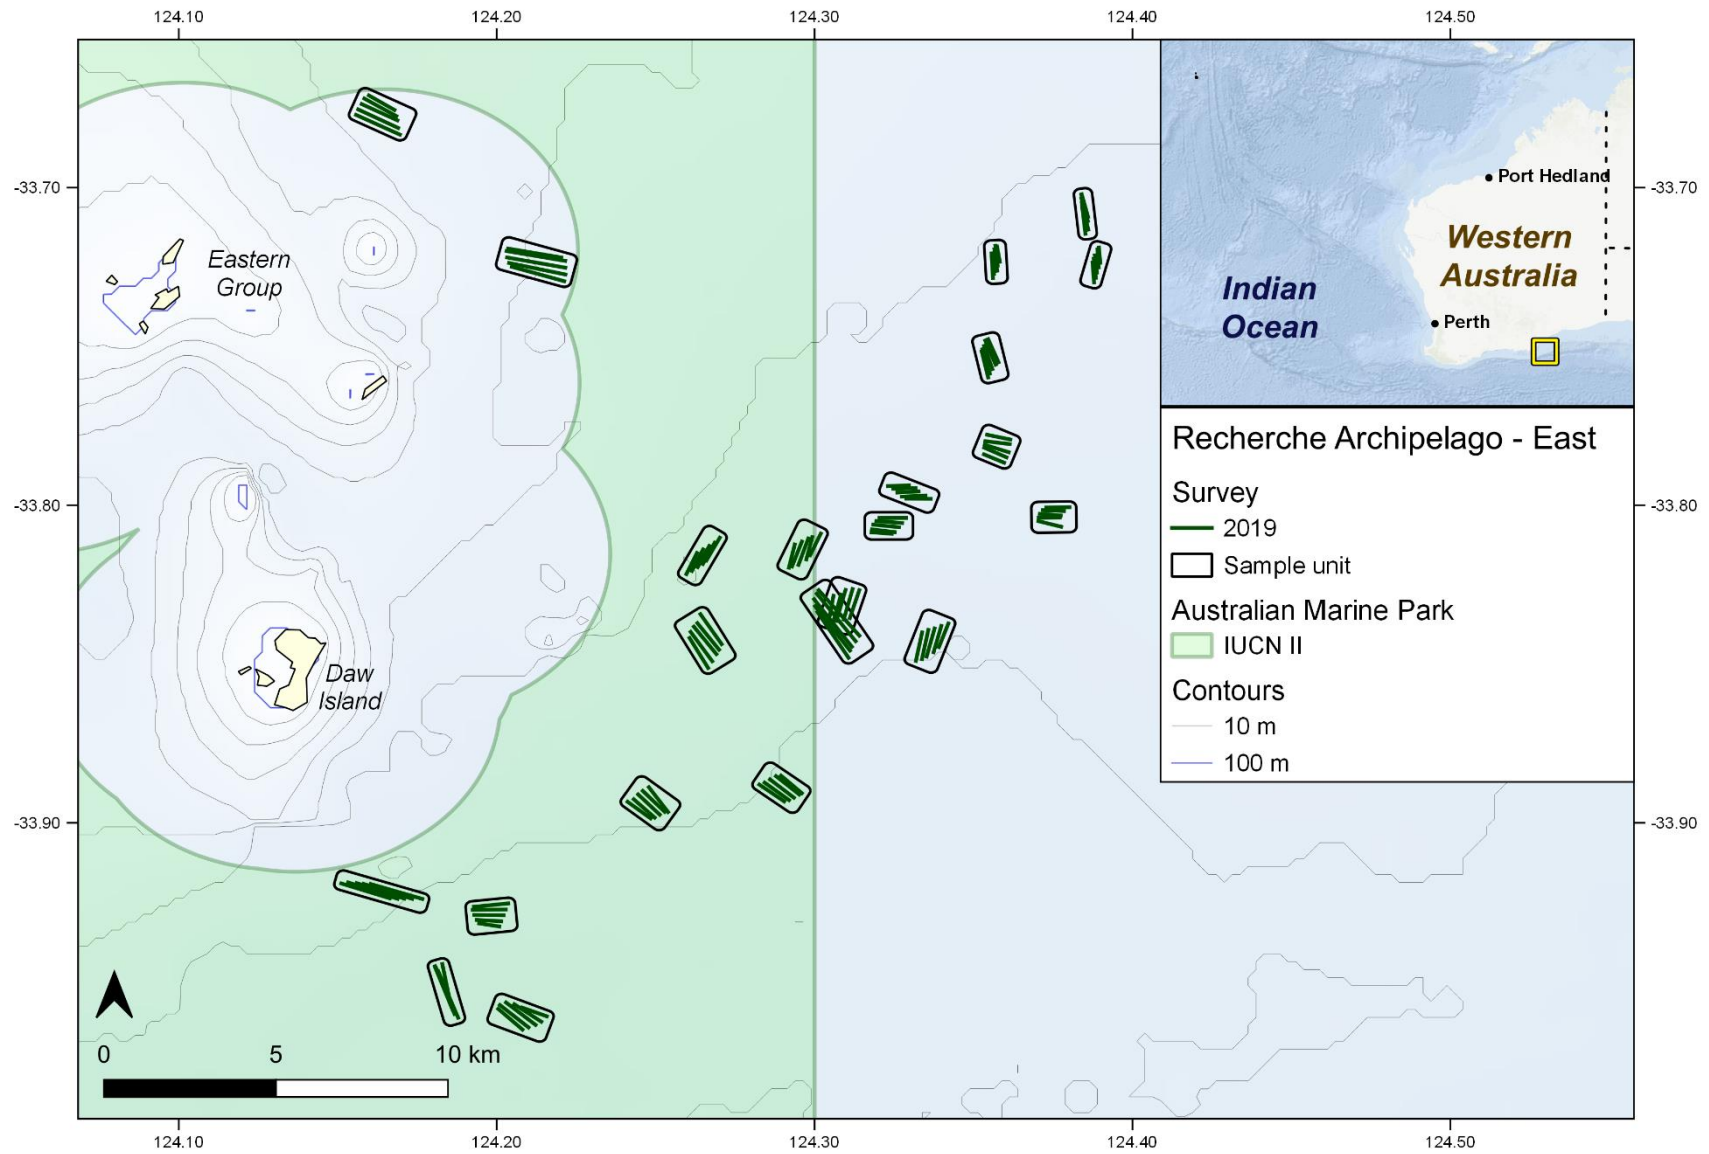 124.10 124.20 124.30 124.40 124.50
-33.70 -33.70
-33.80 -33.80
-33.90 -33.90
Eastern
Group
Daw
Island
0 5 10 km
124.10 124.20 124.30 124.40 124.50
Port Hedland
Western
Australia
Indian
Ocean
Perth
Recherche Archipelago - East
Survey
2019
Sample unit
Australian Marine Park
IUCN II
Contours
10 m
100 m